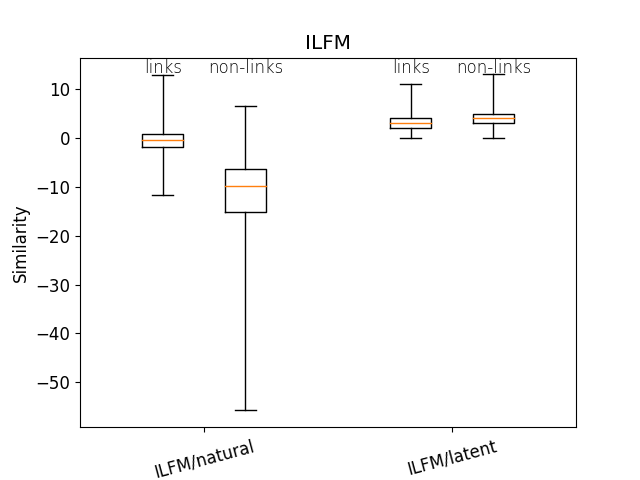 ILFM
links non-links links non-links
10
0
−10
−20
−30
−40
−50
Similarity
ILFM/natural ILFM/latent